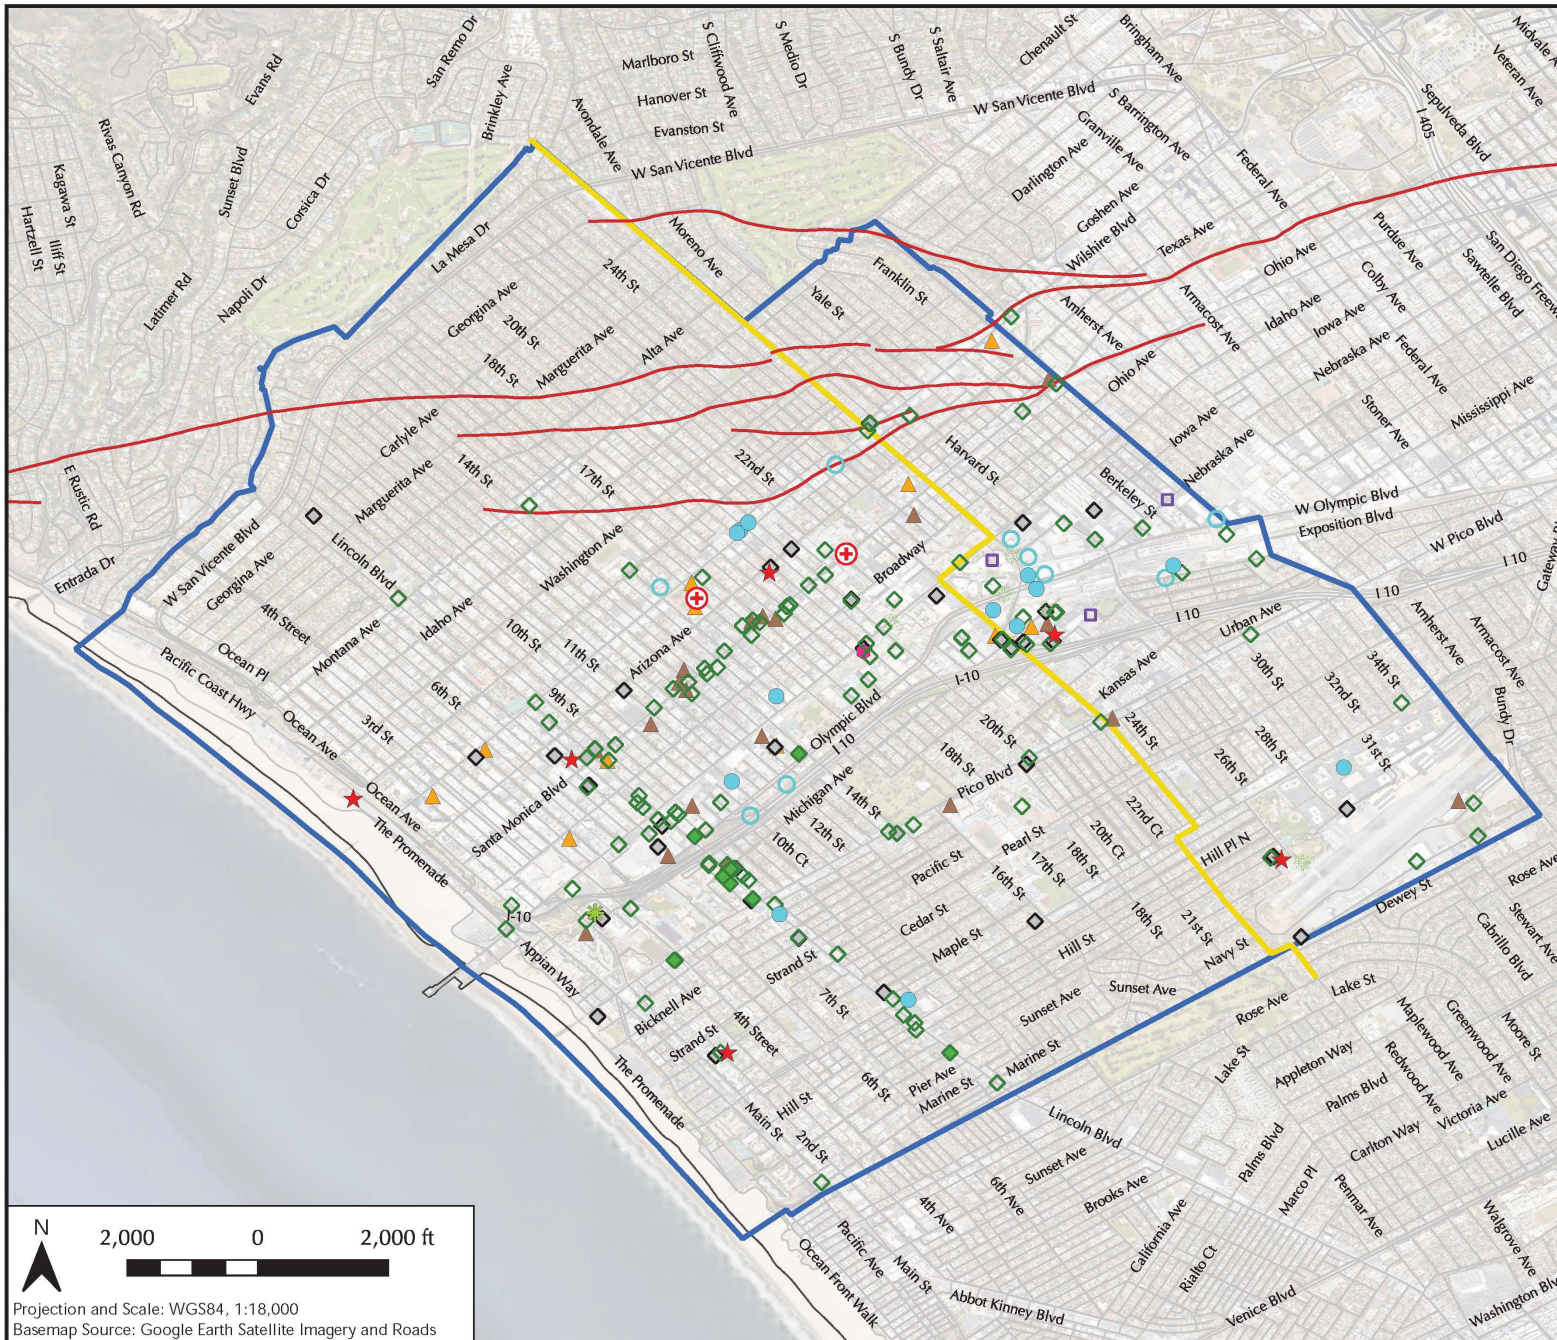 San Remo Dr
Brinkley Ave
Evans Rd
Rivas Canyon Rd
Kagawa St
Hartzell St
Iliff St
Sunset Blvd
Corsica Dr
Latimer Rd
Napoli Dr
Avondale Ave
Marlboro St
Hanover St
Evanston St
W San Vicente Blvd
S Cliffwood Ave
S Medio Dr
S Bundy Dr
S Saltair Ave
Chenault St
Bringham Ave
W San Vicente Blvd
S Barrington Ave
Granville Ave
Darlington Ave
Goshen Ave
Wilshire Blvd
Federal Ave
Texas Ave
I 405
Sepulveda Blvd
Veteran Ave
Midvale A
Purdue Ave
Ohio Ave
Colby Ave
San Diego Freew
Sawtelle Blvd
Idaho Ave
Iowa Ave
Nebraska Ave
Federal Ave
Mississippi Ave
Stoner Ave
Armacost Ave
Amherst Ave
Ohio Ave
Iowa Ave
Nebraska Ave
La Mesa Dr
Moreno Ave
24th St
Georgina Ave
20th St
18th St
Marguerita Ave
Alta Ave
Yale St
Franklin St
Carlyle Ave
Marguerita Ave
14th St
17th St
22nd St
Harvard St
Berkeley St
W Olympic Blvd
Exposition Blvd
W Pico Blvd
I 10
Gateway B
I 10
I 10
Urban Ave
Amherst Ave
Armacost Ave
Bundy Dr
E Rustic Rd
Entrada Dr
W San Vicente Blvd
Georgina Ave
Lincoln Blvd
4th Street
Montana Ave
Idaho Ave
Washington Ave
10th St
11th St
Arizona Ave
Broadway
Ocean Pl
Pacific Coast Hwy
Ocean Ave
3rd St
6th St
9th St
Ocean Ave
The Promenade
Santa Monica Blvd
Olympic Blvd
I 10
I-10
Michigan Ave
10th Ct
12th St
14th St
18th St
20th St
Pico Blvd
Kansas Ave
24th St
26th St
28th St
30th St
32nd St
34th St
31st St
22nd Ct
20th Ct
Pearl St
Pacific St
16th St
17th St
18th St
Hill Pl N
Cedar St
Maple St
Hill St
18th St
21st St
Navy St
Dewey St
Rose Ave
Stewart Ave
Cabrillo Blvd
I-10
Appian Way
Bicknell Ave
Strand St
4th Street
Strand St
7th St
6th St
Pier Ave
Marine St
Marine St
Sunset Ave
Sunset Ave
Rose Ave
Lake St
Lake St
Appleton Way
Maplewood Ave
Greenwood Ave
Moore St
Redwood Ave
Palms Blvd
Victoria Ave
Carlton Way
Lucille Ave
Palms Blvd
Marco Pl
Penmar Ave
Walgrove Ave
Washington Blv
The Promenade
Main St
Hill St
2nd St
Lincoln Blvd
Sunset Ave
6th Ave
Brooks Ave
4th Ave
California Ave
Rialto Ct
Venice Blvd
Pacific Ave
Main St
Abbot Kinney Blvd
Ocean Front Walk
N
2,000 0 2,000 ft
Projection and Scale: WGS84, 1:18,000
Basemap Source: Google Earth Satellite Imagery and Roads